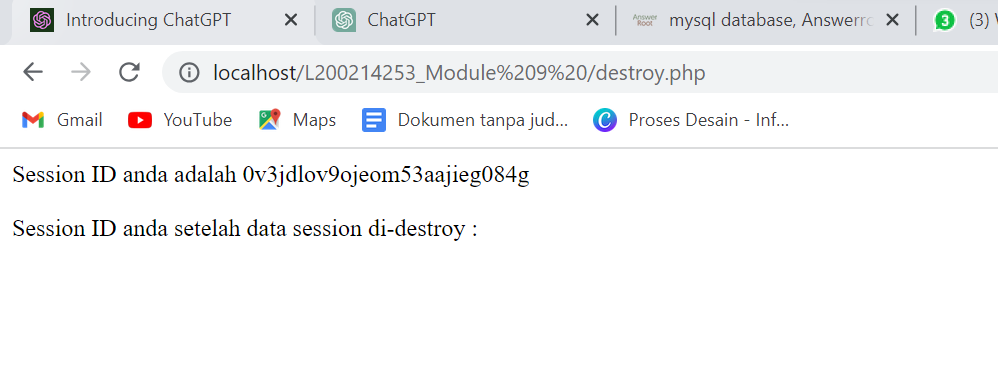 Introducing ChatGPT
ChatGPT
Answer Root
mysql database, Answerrc
3
(3)
localhost/L200214253_Module%209%20/destroy.php
Gmail
YouTube
Maps
Dokumen tanpa jud...
Proses Desain - Inf...
Session ID anda adalah 0v3jdlov9ojeom53aajieg084g
Session ID anda setelah data session di-destroy :